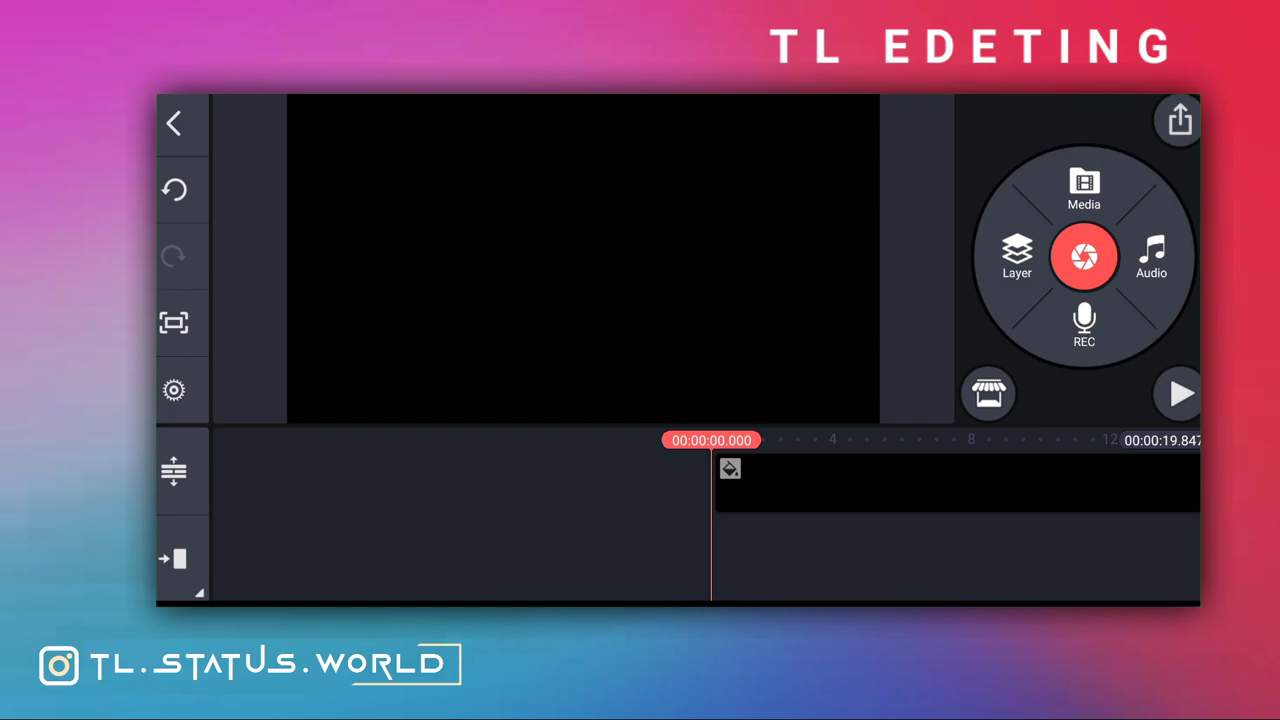 TL EDETING
Media
Layer
Audio
REC
00:00:00.000
4
8
12
00:00:19.847
TL.STATUS.WORLD